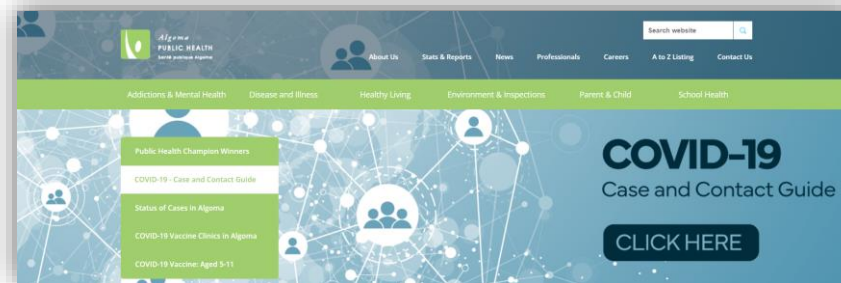 Algoma
PUBLIC HEALTH
Santé publique Algoma
Search website
About Us Stats & Reports News Professionals Careers A to Z Listing Contact Us
Addictions & Mental Health Disease and Illness Healthy Living Environment & Inspections Parent & Child School Health
Public Health Champion Winners
COVID-19 - Case and Contact Guide
Status of Cases in Algoma
COVID-19 Vaccine Clinics in Algoma
COVID-19 Vaccine: Aged 5-11
COVID-19
Case and Contact Guide
CLICK HERE